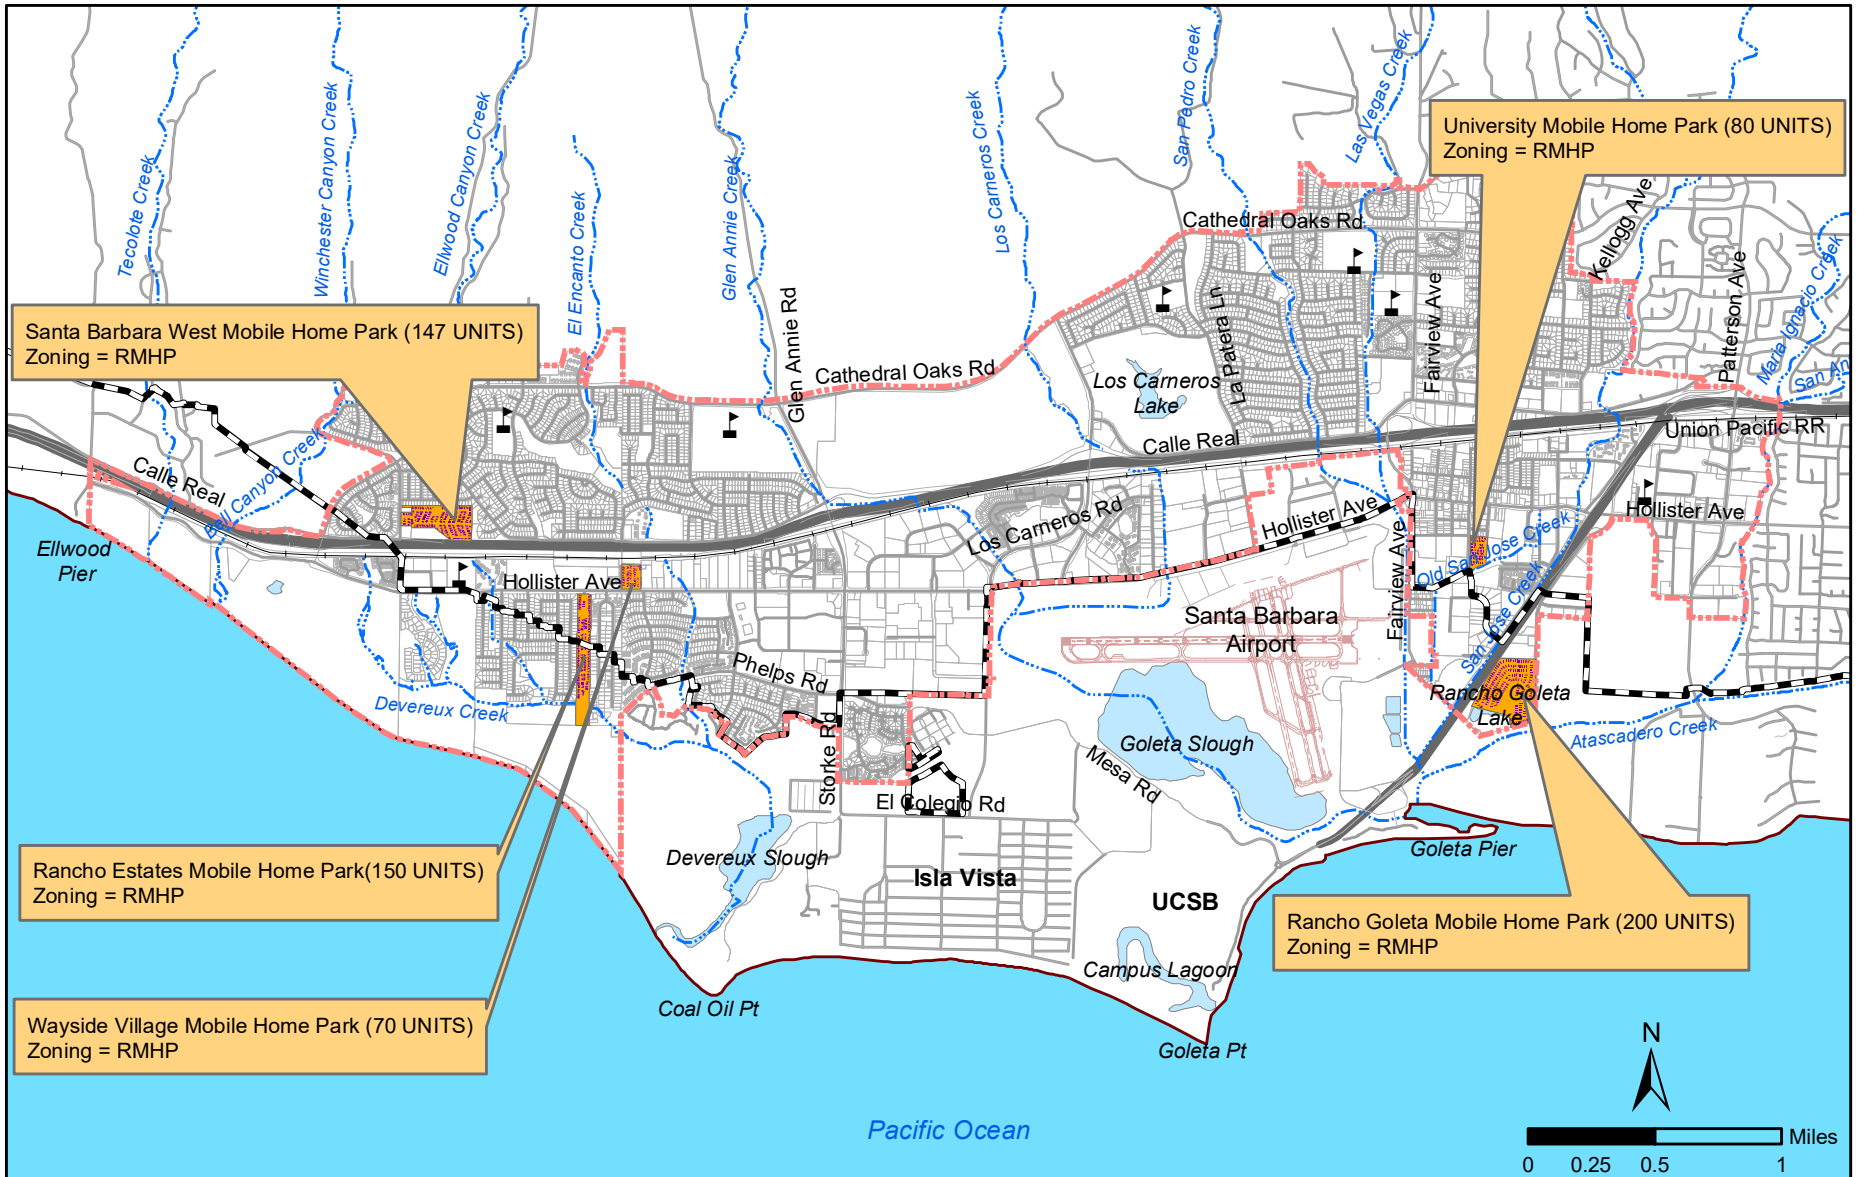 Tecolote Creek
Winchester Canyon Creek
Ellwood Canyon Creek
El Encanto Creek
Glen Annie Creek
Los Carneros Creek
San Pedro Creek
Las Vegas Creek
University Mobile Home Park (80 UNITS)
Zoning = RMHP
Cathedral Oaks Rd
Kellogg Ave
Patterson Ave
Maria Ignacio Creek
San An
Fairview Ave
La Patera Ln
Glen Annie Rd
Santa Barbara West Mobile Home Park (147 UNITS)
Zoning = RMHP
Cathedral Oaks Rd
Los Carneros
Lake
Calle Real
Union Pacific RR
Calle Real
Bell Canyon Creek
Los Carneros Rd
Hollister Ave
Hollister Ave
Ellwood
Pier
Hollister Ave
Fairview Ave
Old San Jose Creek
San Jose Creek
Santa Barbara
Airport
Phelps Rd
Devereux Creek
Storke Rd
Rancho Goleta
Lake
Atascadero Creek
Goleta Slough
Mesa Rd
El Colegio Rd
Devereux Slough
Isla Vista
UCSB
Goleta Pier
Rancho Estates Mobile Home Park(150 UNITS)
Zoning = RMHP
Rancho Goleta Mobile Home Park (200 UNITS)
Zoning = RMHP
Campus Lagoon
Coal Oil Pt
Goleta Pt
Wayside Village Mobile Home Park (70 UNITS)
Zoning = RMHP
Pacific Ocean
N
Miles
0 0.25 0.5 1